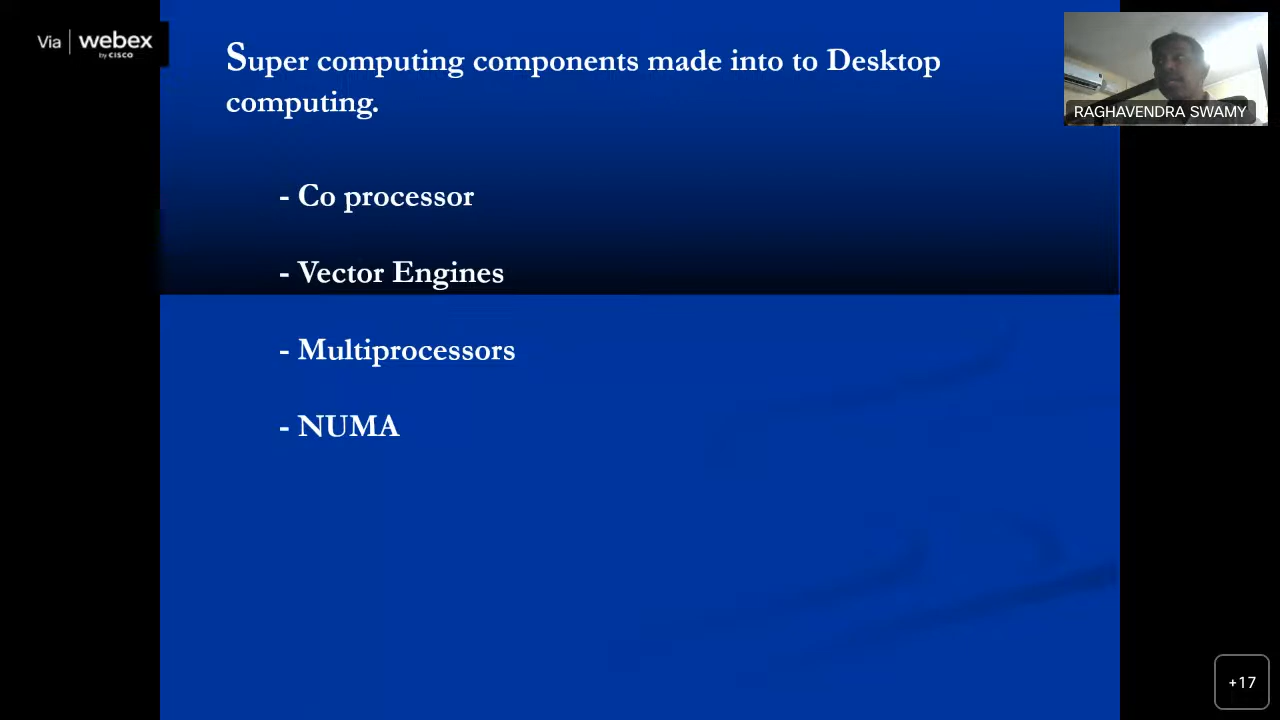 Via webex
by CISCO
Super computing components made into to Desktop
computing.
RAGHAVENDRA SWAMY
- Co processor
- Vector Engines
- Multiprocessors
- NUMA
+17